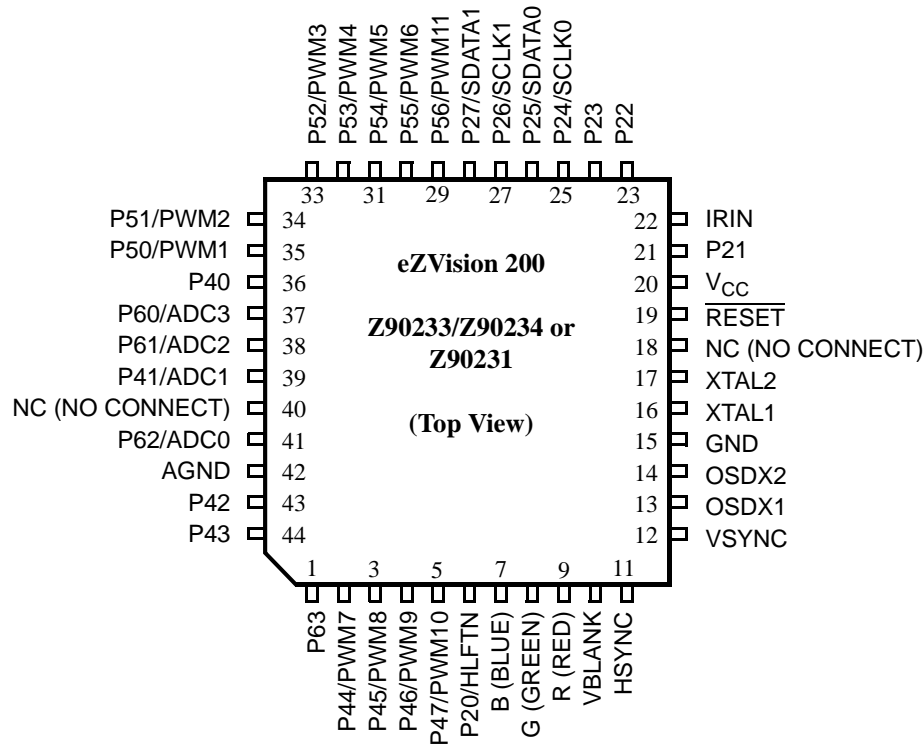 P52/PWM3
P53/PWM4
P54/PWM5
P55/PWM6
P56/PWM11
P27/SDATA1
P26/SCLK1
P25/SDATA0
P24/SCLK0
P23
P22
33 31 29 27 25 23
P51/PWM2 34
P50/PWM1 35
P40 36
P60/ADC3 37
P61/ADC2 38
P41/ADC1 39
NC (NO CONNECT) 40
P62/ADC0 41
AGND 42
P42 43
P43 44
eZVision 200
Z90233/Z90234 or
Z90231
(Top View)
22 IRIN
21 P21
20 VCC
19 RESET
18 NC (NO CONNECT)
17 XTAL2
16 XTAL1
15 GND
14 OSDX2
13 OSDX1
12 VSYNC
1 3 5 7 9 11
P63
P44/PWM7
P45/PWM8
P46/PWM9
P47/PWM10
P20/HLFTN
B (BLUE)
G (GREEN)
R (RED)
VBLANK
HSYNC